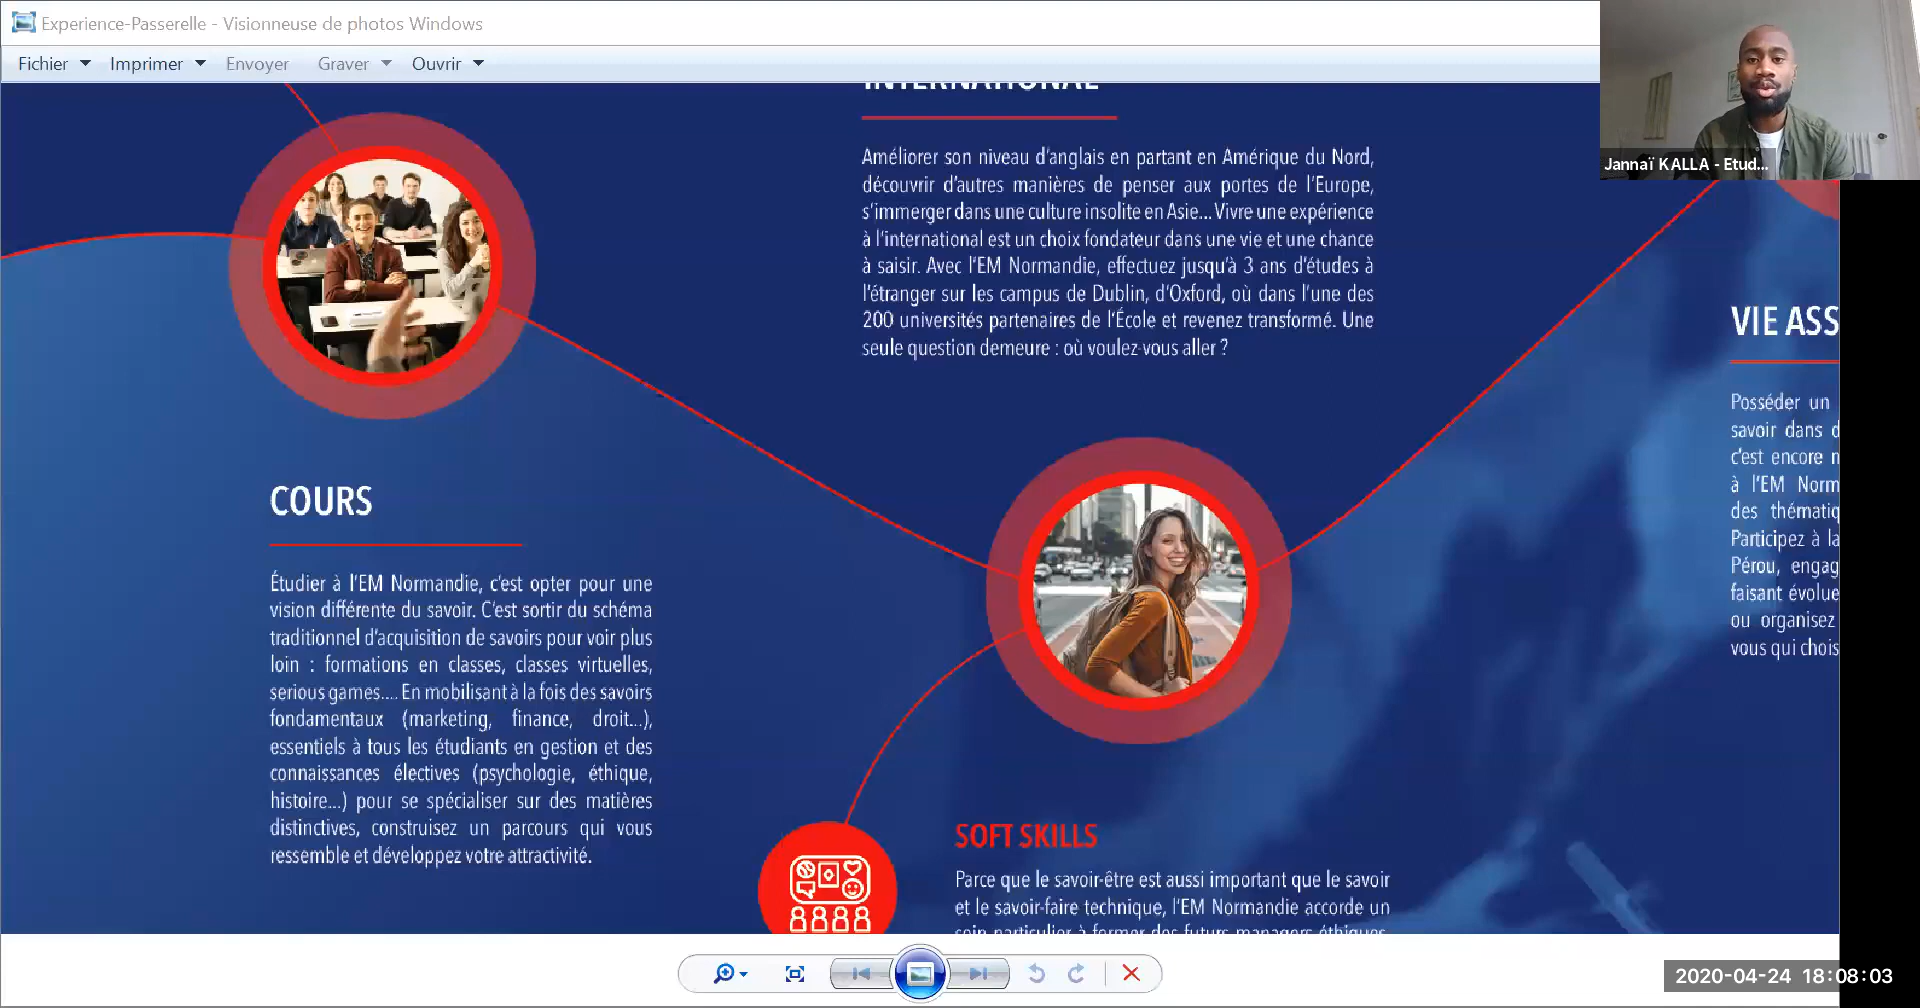 Experience-Passerelle - Visionneuse de photos Windows
Fichier Imprimer Envoyer Graver Ouvrir
Jannaï KALLA - Etud...
INTERNATIONAL
Améliorer son niveau d'anglais en partant en Amérique du Nord,
découvrir d'autres manières de penser aux portes de l'Europe,
s'immerger dans une culture insolite en Asie... Vivre une expérience
à l'international est un choix fondateur dans une vie et une chance
à saisir. Avec l'EM Normandie, effectuez jusqu'à 3 ans d'études à
l'étranger sur les campus de Dublin, d'Oxford, où dans l'une des
200 universités partenaires de l'École et revenez transformé. Une
seule question demeure : où voulez-vous aller ?
COURS
Étudier à l'EM Normandie, c'est opter pour une
vision différente du savoir. C'est sortir du schéma
traditionnel d'acquisition de savoirs pour voir plus
loin : formations en classes, classes virtuelles,
serious games.... En mobilisant à la fois des savoirs
fondamentaux (marketing, finance, droit...),
essentiels à tous les étudiants en gestion et des
connaissances électives (psychologie, éthique,
histoire...) pour se spécialiser sur des matières
distinctives, construisez un parcours qui vous
ressemble et développez votre attractivité.
SOFT SKILLS
Parce que le savoir-être est aussi important que le savoir
et le savoir-faire technique, l'EM Normandie accorde un
soin particulier à former des futurs managers éthiques,
VIE ASS
Posséder un
savoir dans d
c'est encore m
à l'EM Norm
des thématiq
Participez à la
Pérou, engag
faisant évolue
ou organisez
vous qui chois
2020-04-24 18:08:03